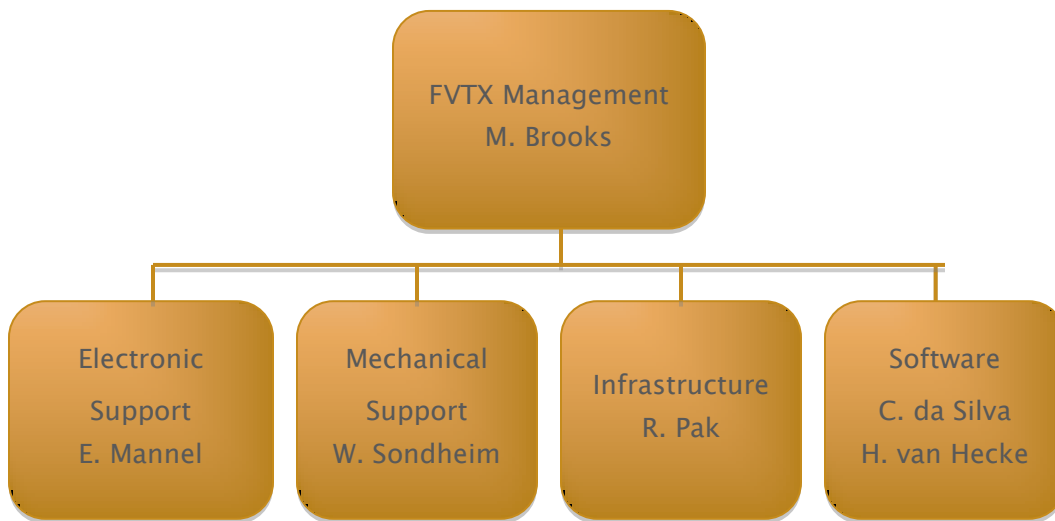 FVTX Management
M. Brooks
Electronic
Support
E. Mannel
Mechanical
Support
W. Sondheim
Infrastructure
R. Pak
Software
C. da Silva
H. van Hecke